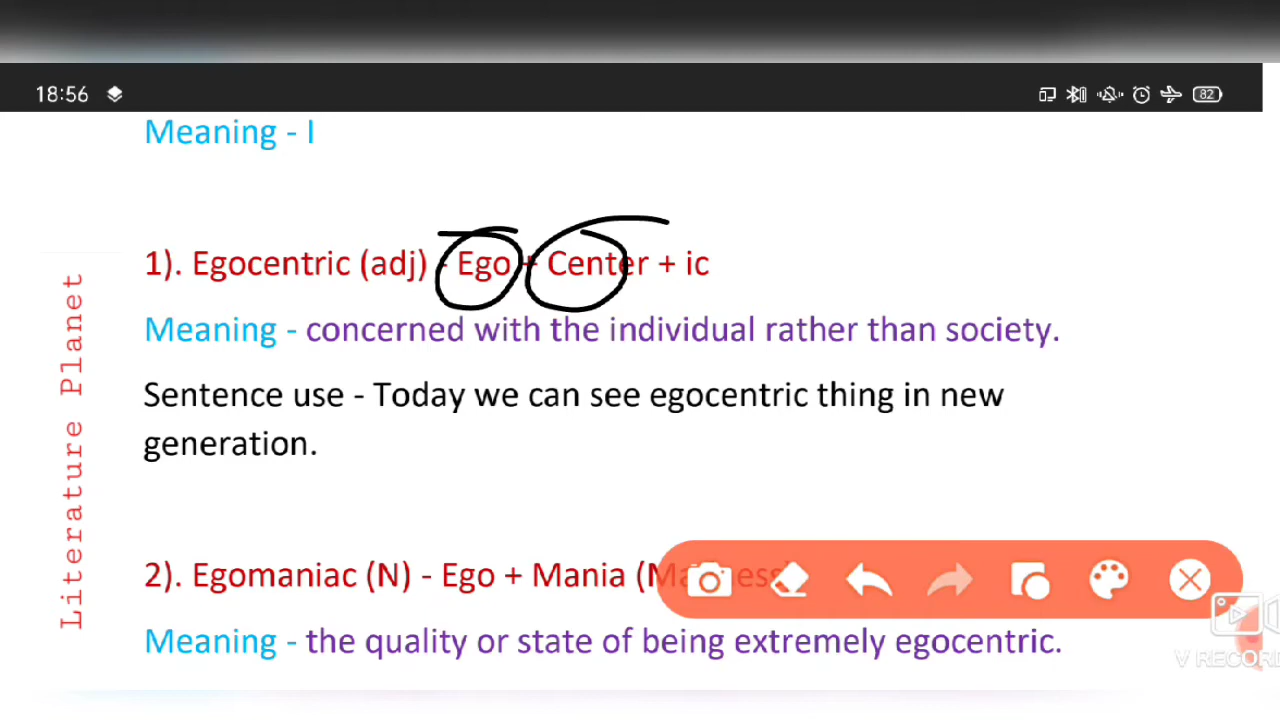 18:56
82
Meaning - I
1). Egocentric (adj) - Ego + Center + ic
Meaning - concerned with the individual rather than society.
Sentence use - Today we can see egocentric thing in new
generation.
2). Egomaniac (N) - Ego + Mania
Meaning - the quality or state of being extremely egocentric.
Literature Planet
V RECOR